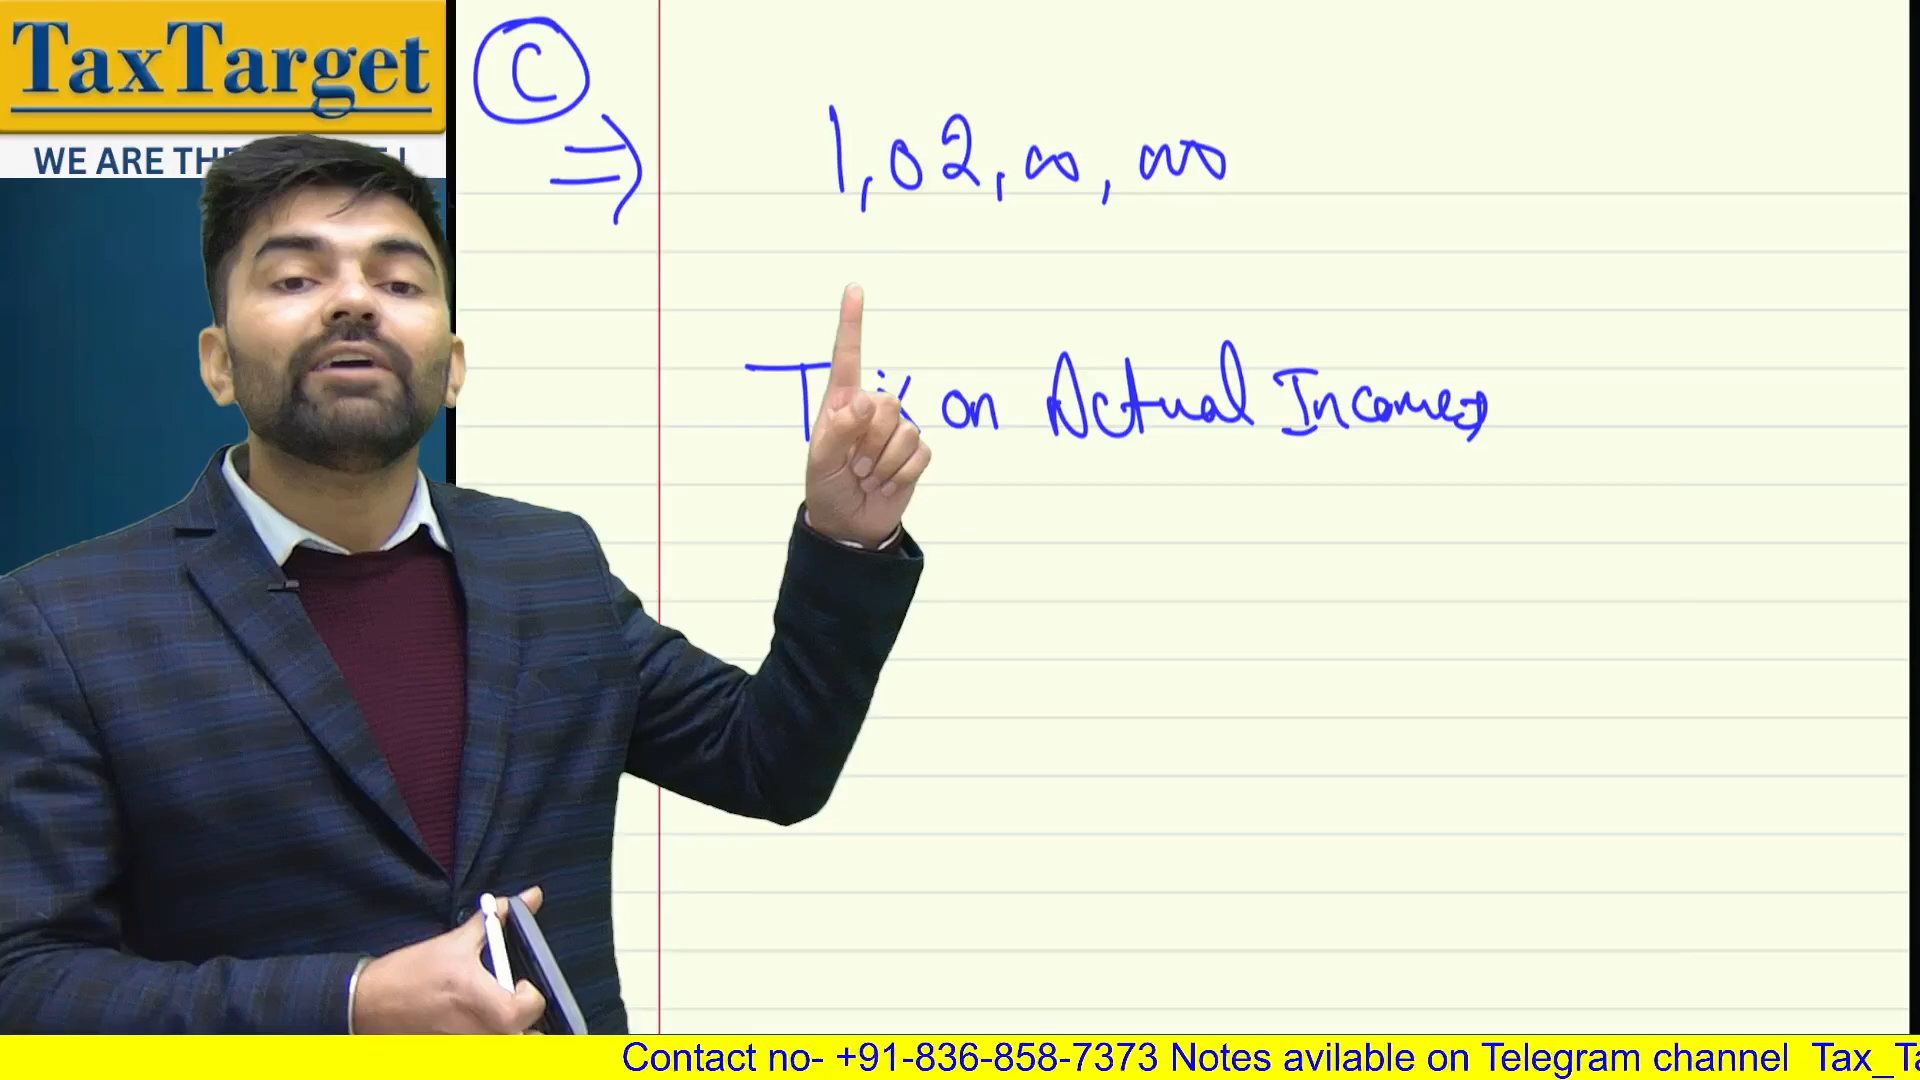 TaxTarget
WE ARE THE
C
⇒ 1,02,00,000
on Actual Income
Contact no- +91-836-858-7373 Notes avilable on Telegram channel Tax_Ta